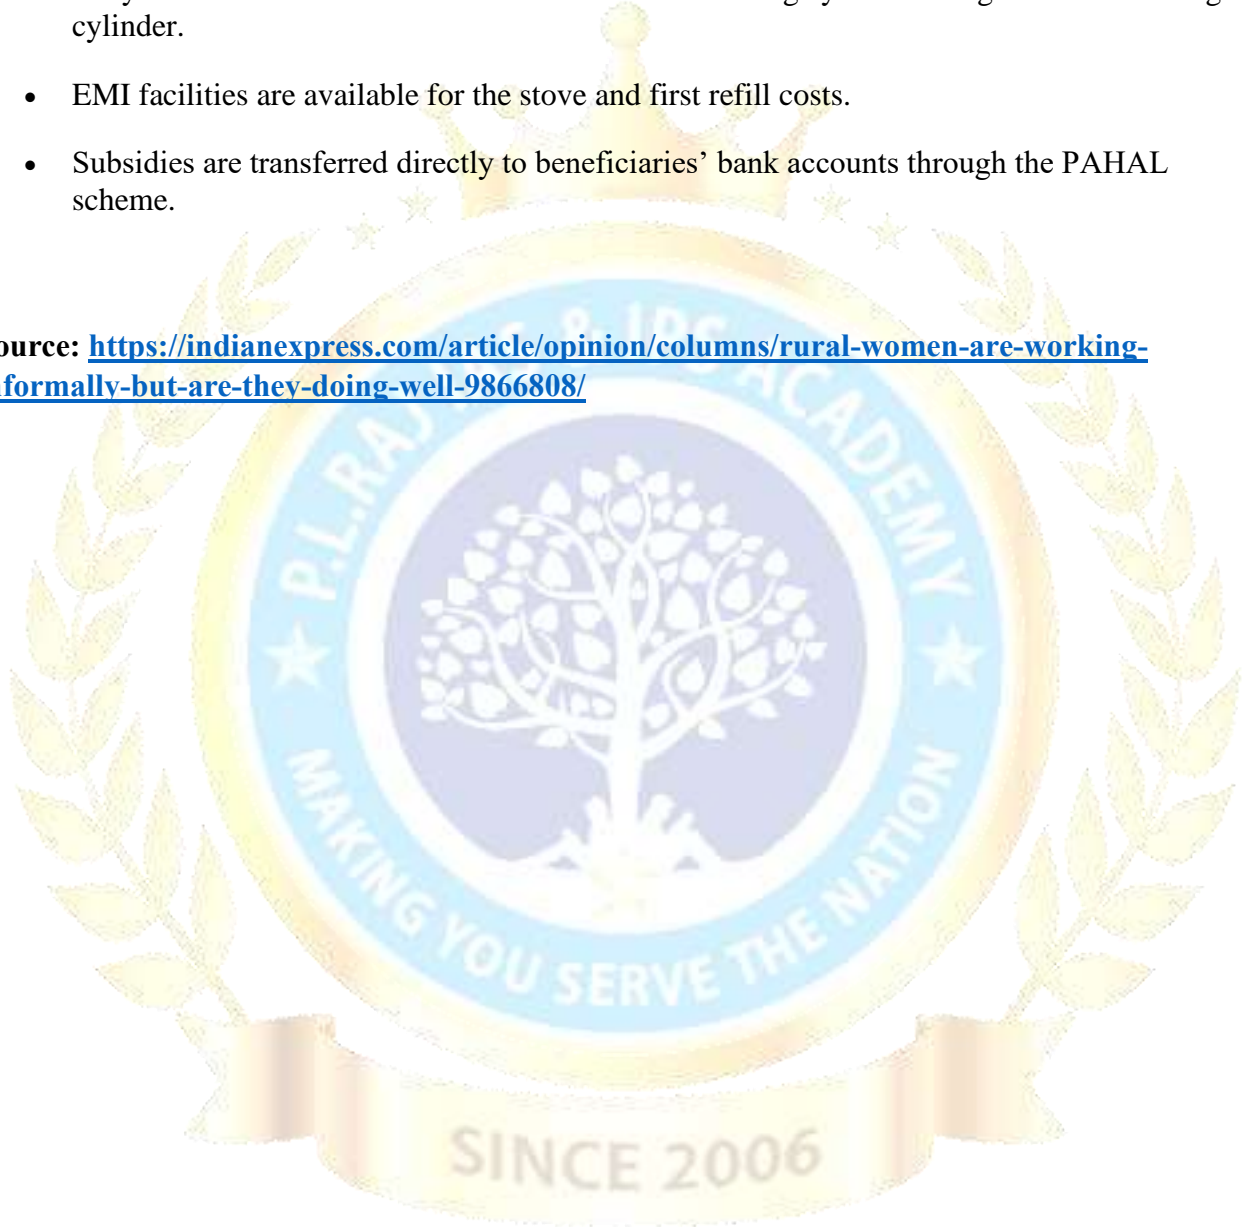 cylinder.
• EMI facilities are available for the stove and first refill costs.
• Subsidies are transferred directly to beneficiaries’ bank accounts through the PAHAL
scheme.
ource: https://indianexpress.com/article/opinion/columns/rural-women-are-working-
formally-but-are-they-doing-well-9866808/
P.L.RAJ IAS & IPS ACADEMY
MAKING YOU SERVE THE NATION
SINCE 2006